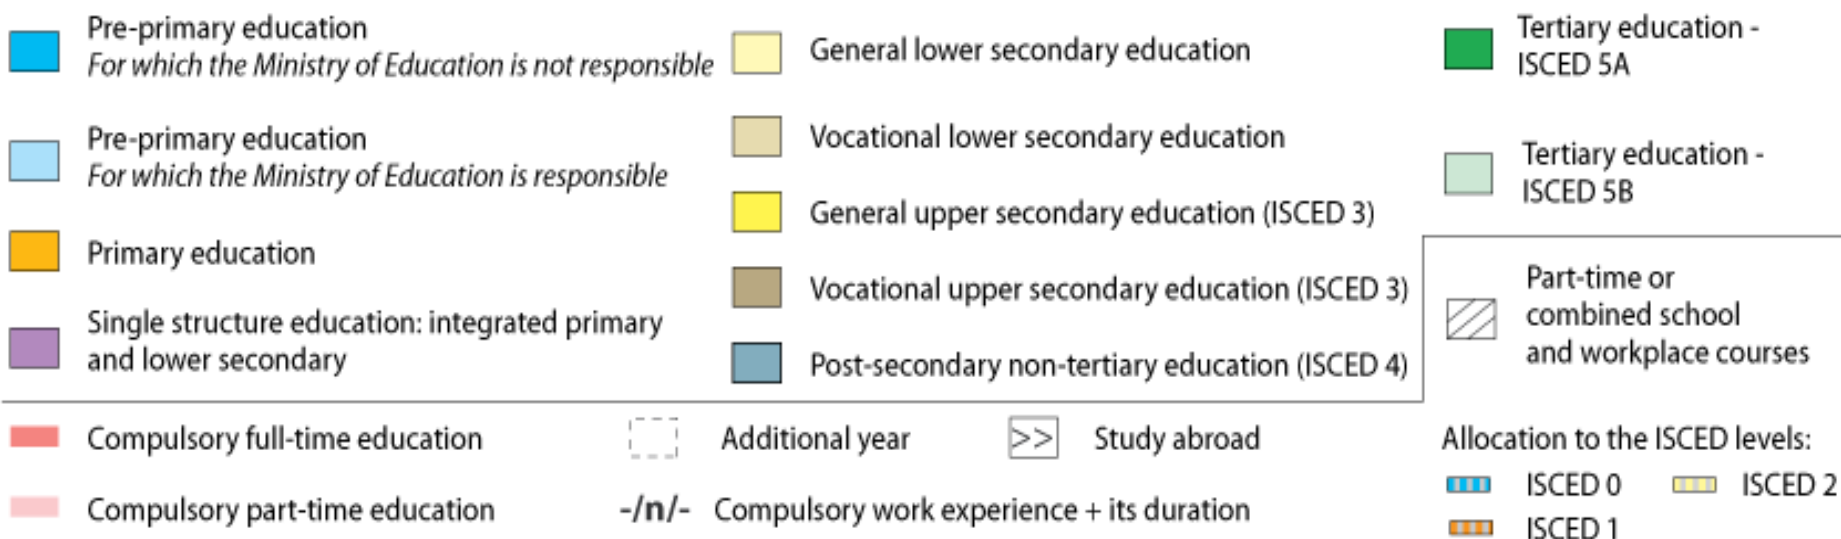 Pre-primary education
For which the Ministry of Education is not responsible
Pre-primary education
For which the Ministry of Education is responsible
Primary education
Single structure education: integrated primary
and lower secondary
General lower secondary education
Vocational lower secondary education
General upper secondary education (ISCED 3)
Vocational upper secondary education (ISCED 3)
Post-secondary non-tertiary education (ISCED 4)
Tertiary education -
ISCED 5A
Tertiary education -
ISCED 5B
Part-time or
combined school
and workplace courses
Compulsory full-time education
Compulsory part-time education
Additional year
-/n/- Compulsory work experience + its duration
>> Study abroad
Allocation to the ISCED levels:
ISCED 0
ISCED 2
ISCED 1